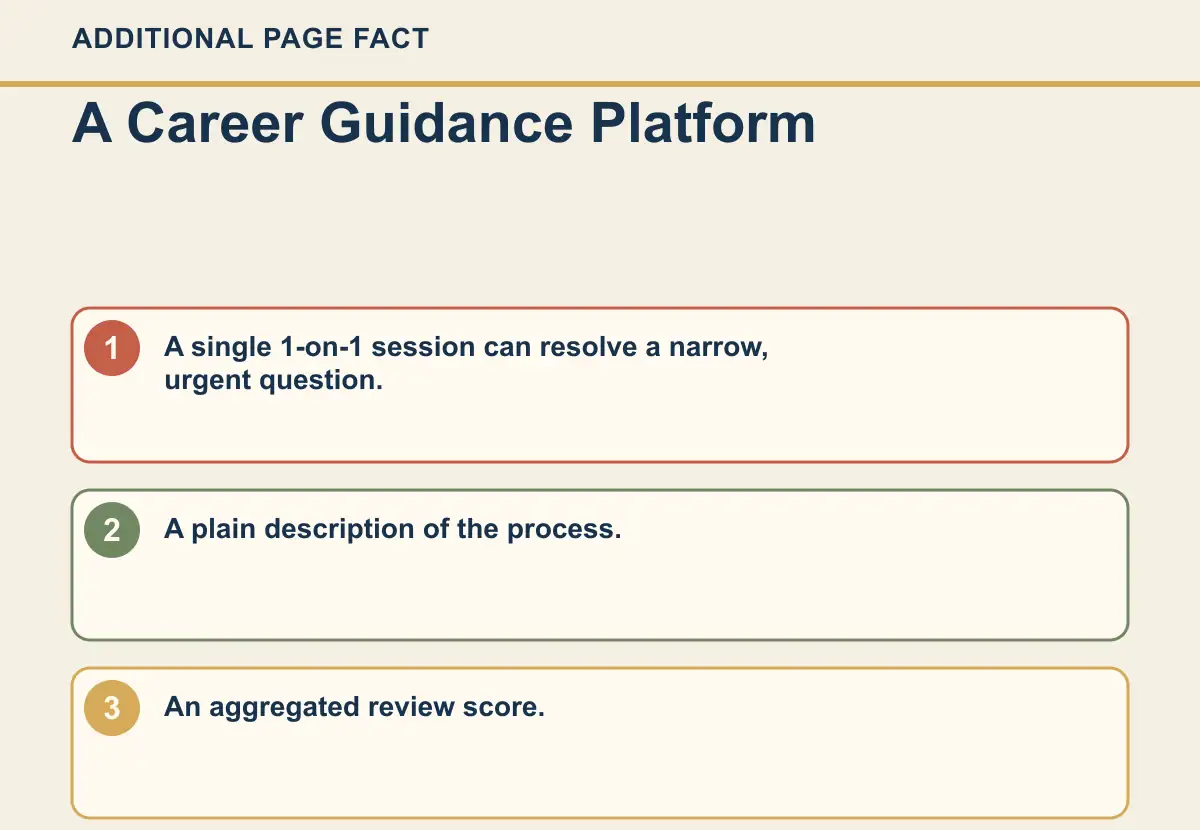 ADDITIONAL PAGE FACT
A Career Guidance Platform
1
A single 1-on-1 session can resolve a narrow,
urgent question.
2
A plain description of the process.
3
An aggregated review score.